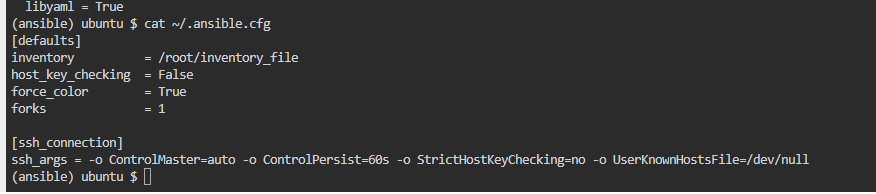 libyaml = True
(ansible) ubuntu $ cat ~/.ansible.cfg
[defaults]
inventory = /root/inventory_file
host_key_checking = False
force_color = True
forks = 1
[ssh_connection]
ssh_args = -o ControlMaster=auto -o ControlPersist=60s -o StrictHostKeyChecking=no -o UserKnownHostsFile=/dev/null
(ansible) ubuntu $